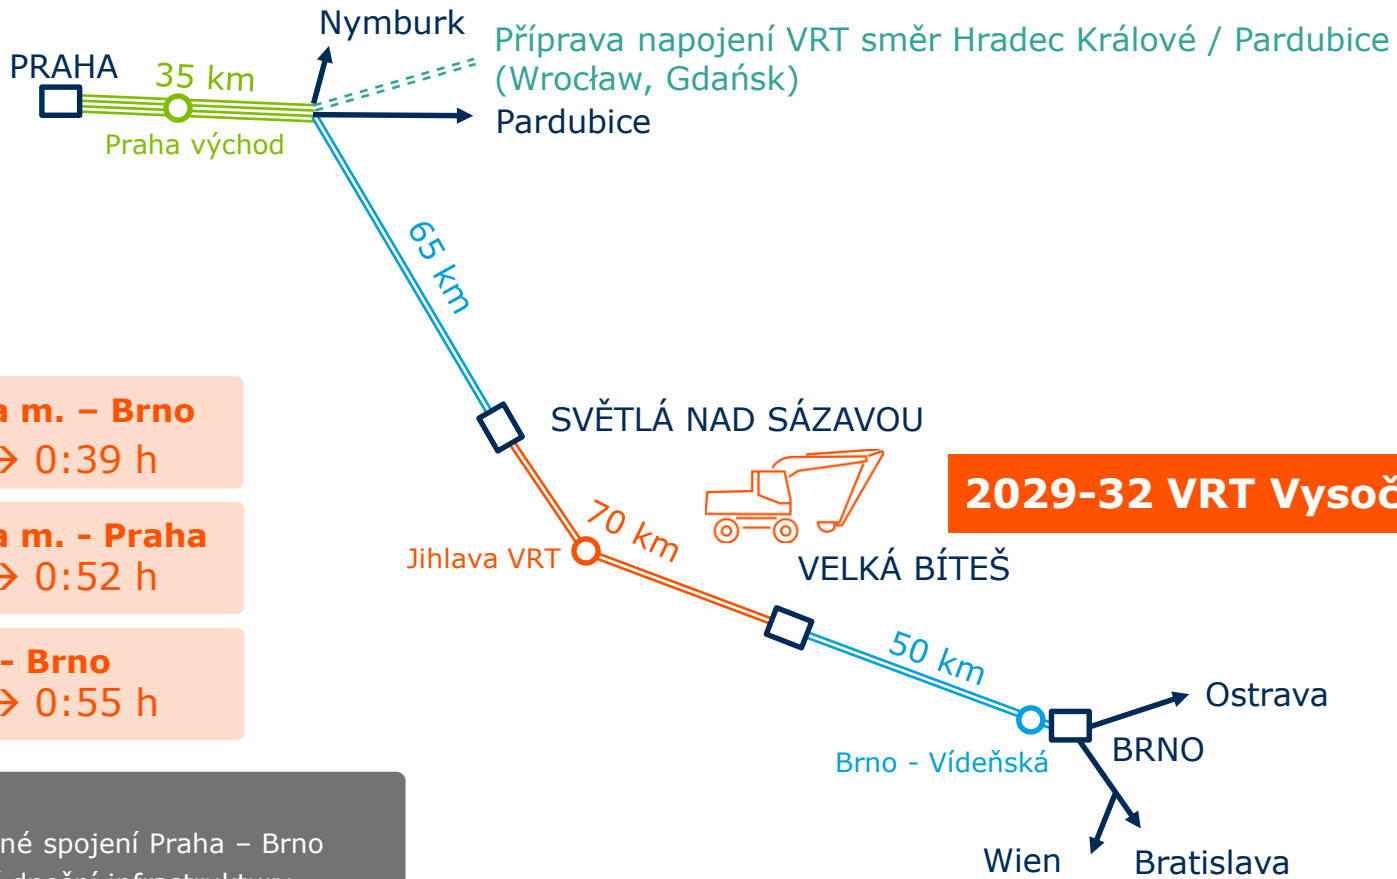 Nymburk
Příprava napojení VRT směr Hradec Králové / Pardubice
(Wrocław, Gdańsk)
PRAHA
35 km
Pardubice
Praha východ
65 km
a m. – Brno
→ 0:39 h
SVĚTLÁ NAD SÁZAVOU
2029-32 VRT Vysoč
a m. - Praha
→ 0:52 h
70 km
Jihlava VRT
VELKÁ BÍTEŠ
- Brno
→ 0:55 h
50 km
Ostrava
BRNO
Brno - Vídeňská
né spojení Praha – Brno
dnešní infrastruktury
Wien
Bratislava